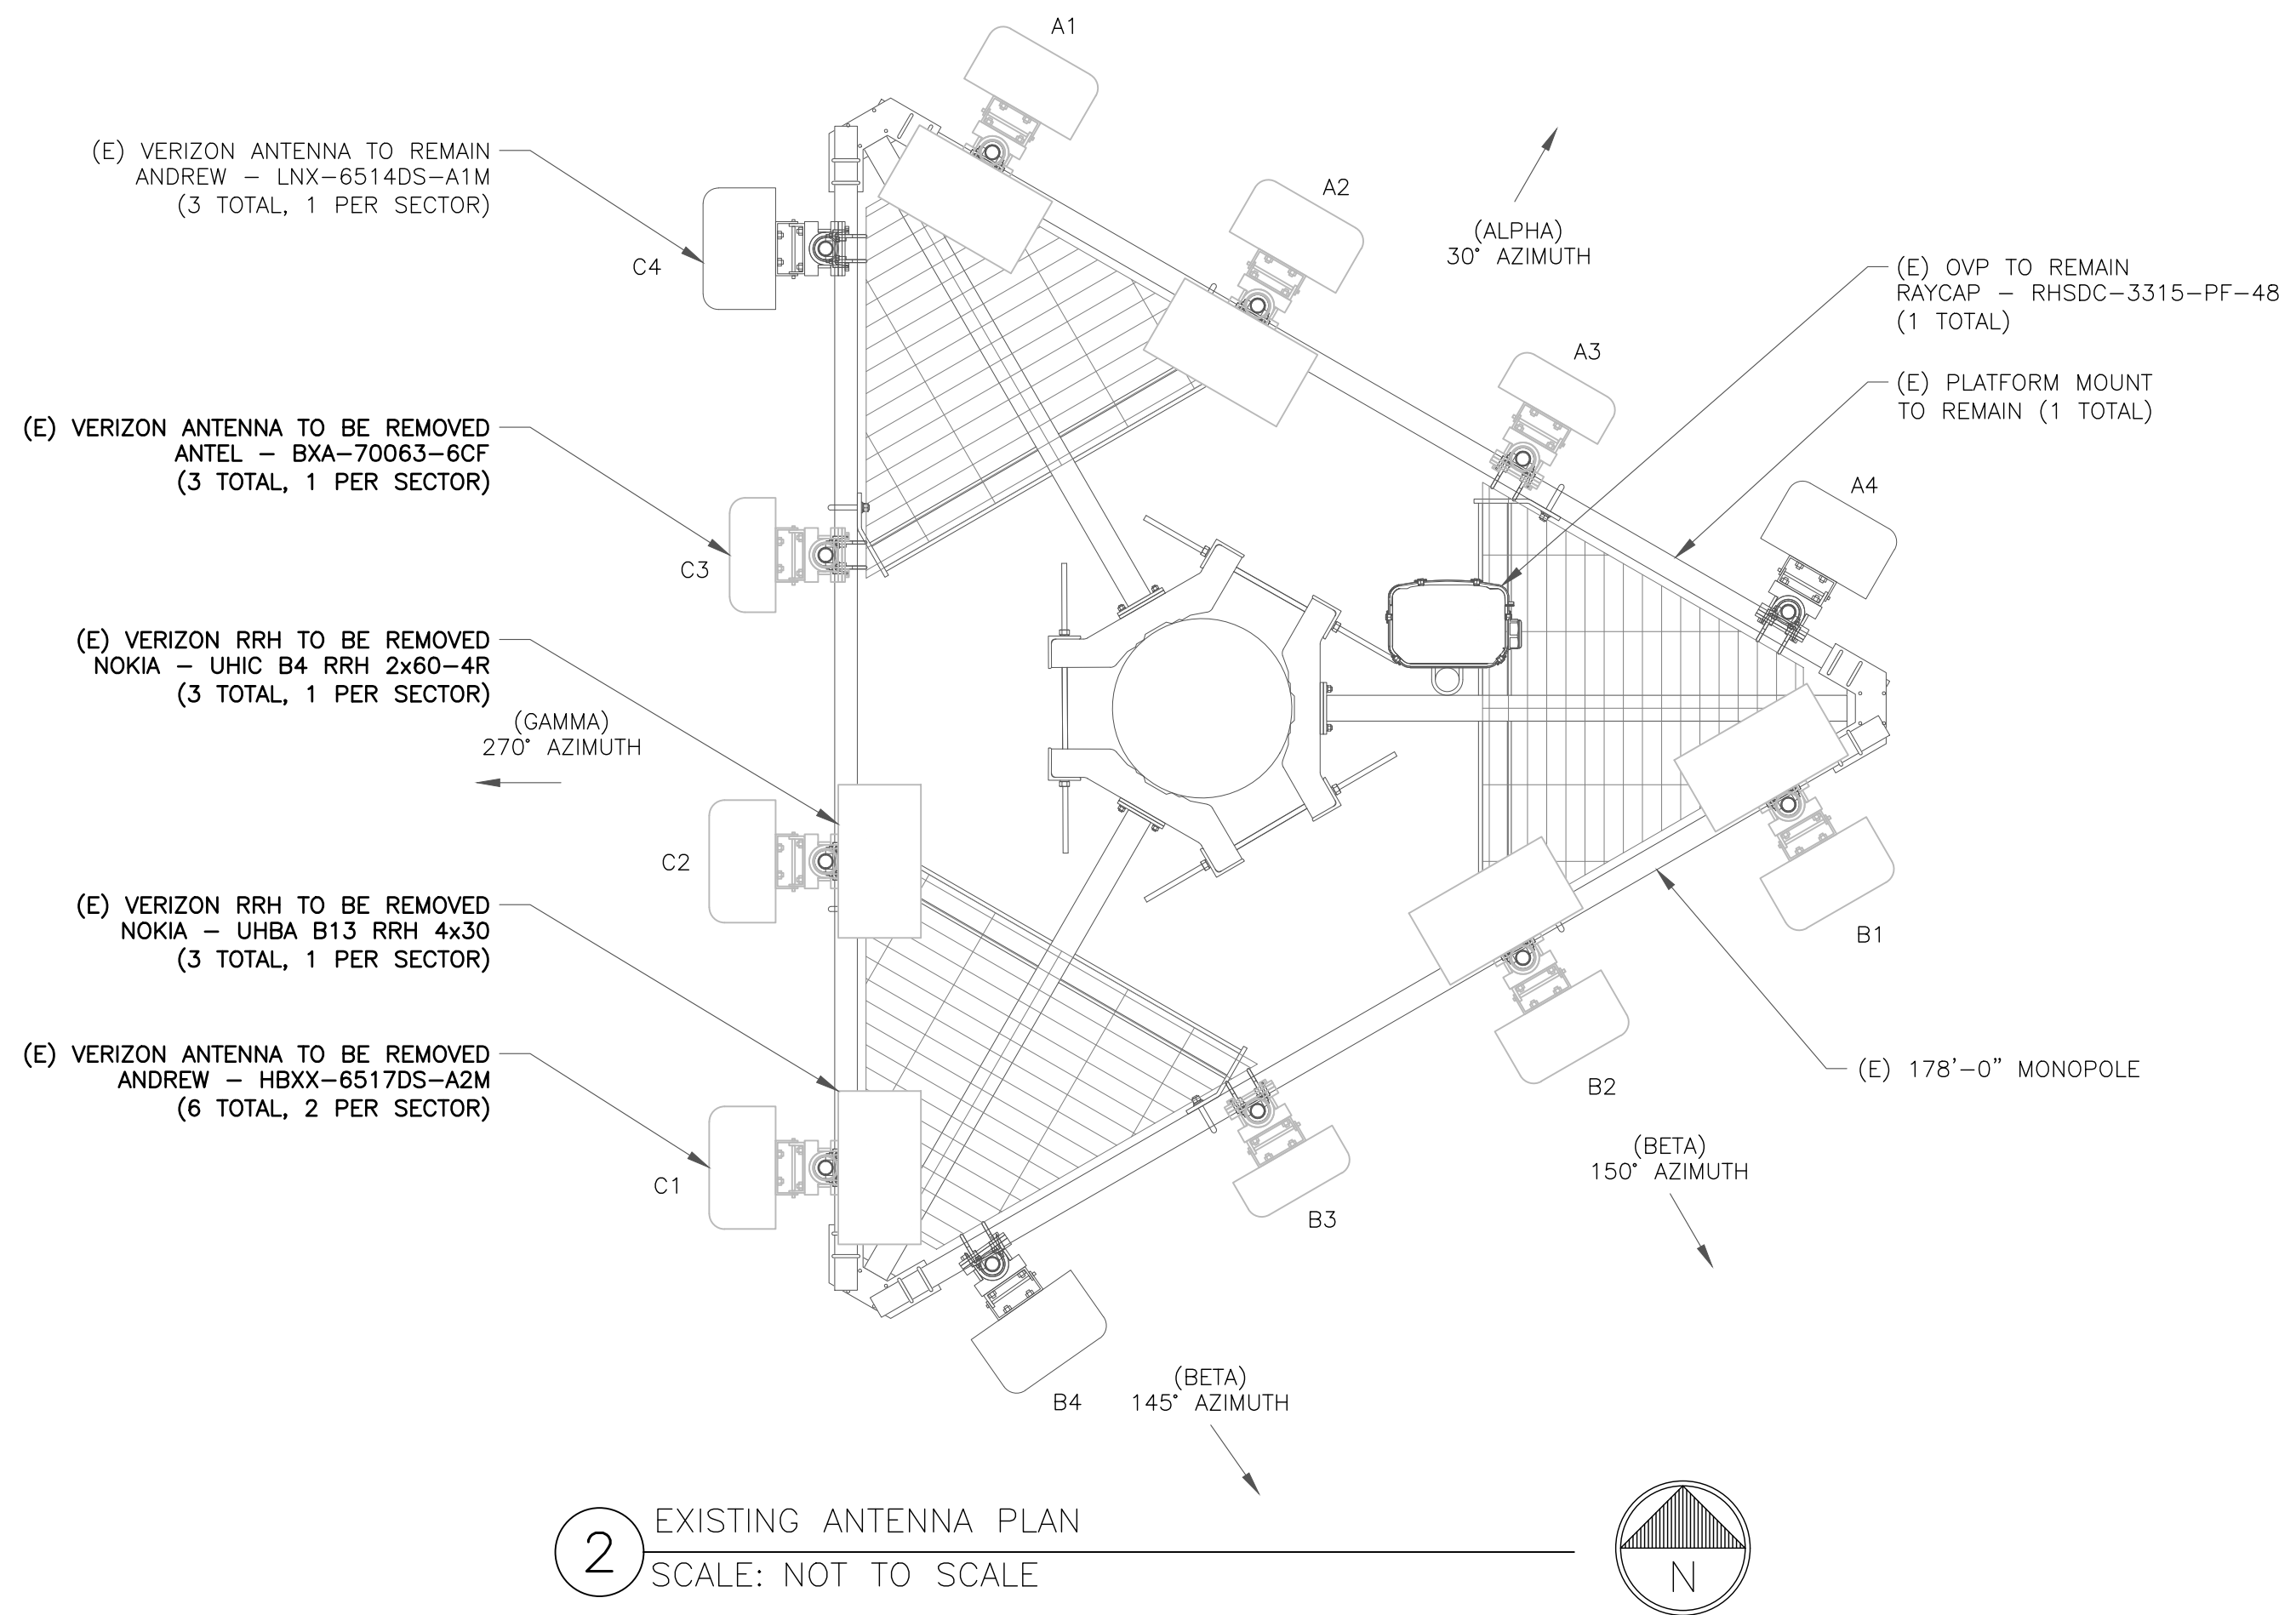 A1
(E) VERIZON ANTENNA TO REMAIN
ANDREW – LNX–6514DS–A1M
(3 TOTAL, 1 PER SECTOR)
A2
(ALPHA)
30° AZIMUTH
C4
(E) OVP TO REMAIN
RAYCAP – RHSDC–3315–PF–48
(1 TOTAL)
A3
(E) PLATFORM MOUNT
TO REMAIN (1 TOTAL)
(E) VERIZON ANTENNA TO BE REMOVED
ANTEL – BXA–70063–6CF
(3 TOTAL, 1 PER SECTOR)
A4
C3
(E) VERIZON RRH TO BE REMOVED
NOKIA – UHIC B4 RRH 2x60–4R
(3 TOTAL, 1 PER SECTOR)
(GAMMA)
270° AZIMUTH
C2
(E) VERIZON RRH TO BE REMOVED
NOKIA – UHBA B13 RRH 4x30
(3 TOTAL, 1 PER SECTOR)
B1
(E) VERIZON ANTENNA TO BE REMOVED
ANDREW – HBXX–6517DS–A2M
(6 TOTAL, 2 PER SECTOR)
(E) 178'–0" MONOPOLE
B2
(BETA)
150° AZIMUTH
C1
B3
(BETA)
145° AZIMUTH
B4
2
EXISTING ANTENNA PLAN
SCALE: NOT TO SCALE
N